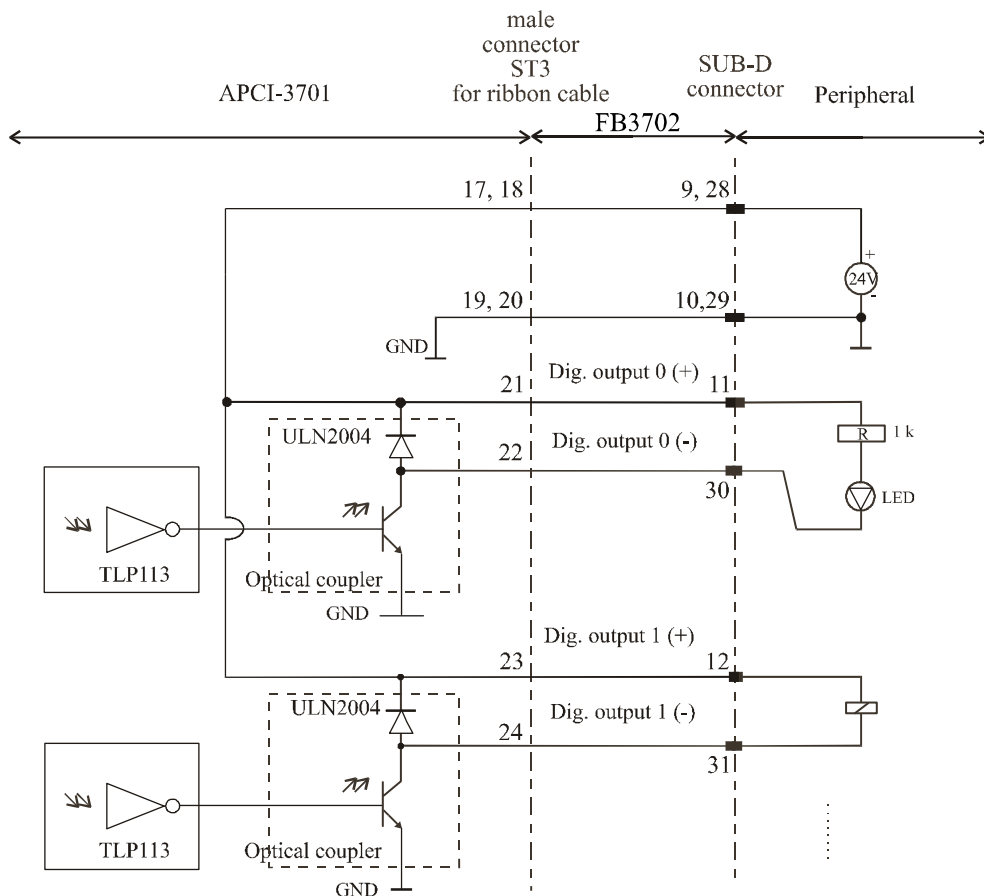 male
connector
ST3
for ribbon cable
SUB-D
connector
APCI-3701
Peripheral
FB3702
17, 18
9, 28
+
24V
-
19, 20
10,29
GND
Dig. output 0 (+)
21
11
ULN2004
R
1 k
Dig. output 0 (-)
22
30
LED
TLP113
Optical coupler
GND
Dig. output 1 (+)
23
12
ULN2004
Dig. output 1 (-)
24
31
TLP113
Optical coupler
GND